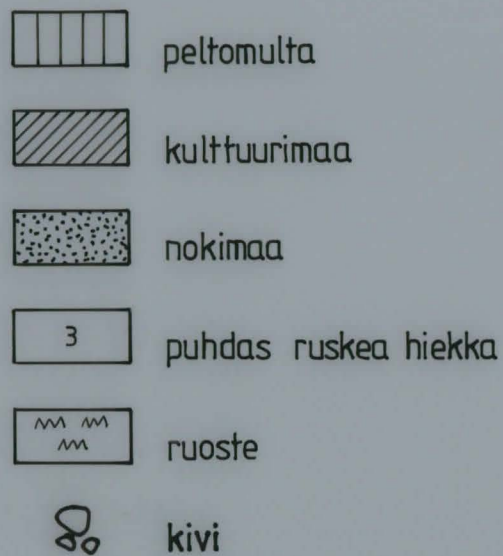 peltomulta
kulttuurimaa
nokimaa
3 puhdas ruskea hiekka
ruoste
kivi